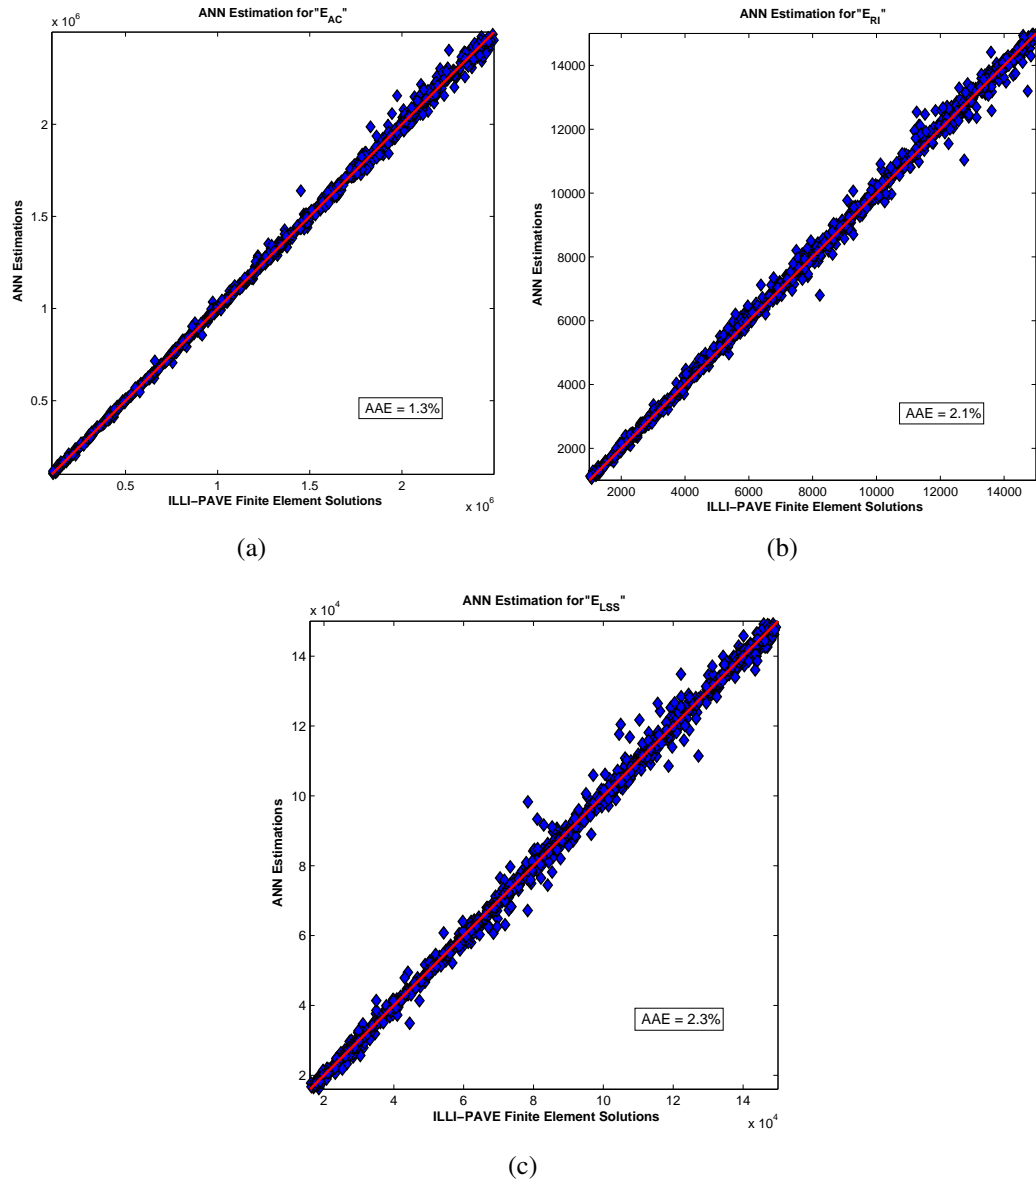 ANN Estimation for"E_AC"
x 10^6
ANN Estimations
2
1.5
1
0.5
AAE = 1.3%
0.5 1 1.5 2
ILLI−PAVE Finite Element Solutions
x 10^6
(a)
ANN Estimation for"E_RI"
ANN Estimations
14000
12000
10000
8000
6000
4000
2000
AAE = 2.1%
2000 4000 6000 8000 10000 12000 14000
ILLI−PAVE Finite Element Solutions
(b)
ANN Estimation for"E_LSS"
x 10^4
ANN Estimations
14
12
10
8
6
4
2
AAE = 2.3%
2 4 6 8 10 12 14
ILLI−PAVE Finite Element Solutions
x 10^4
(c)